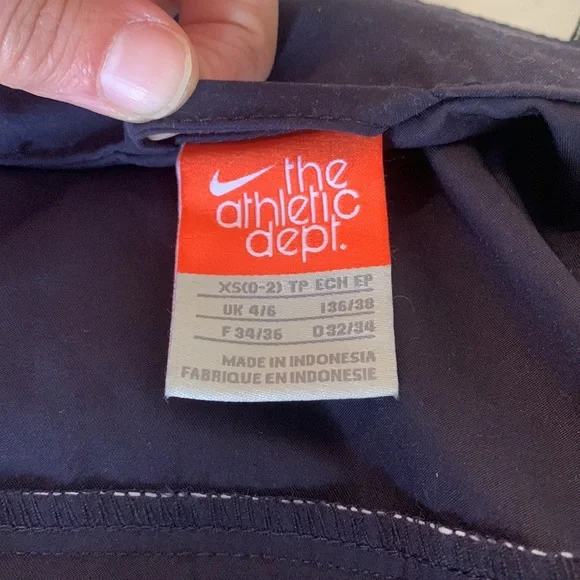 the
athletic
dept.
XS(0-2) TP ECH EP
UK 4/6 I36/38
F 34/36 D32/34
MADE IN INDONESIA
FABRIQUE EN INDONESIE